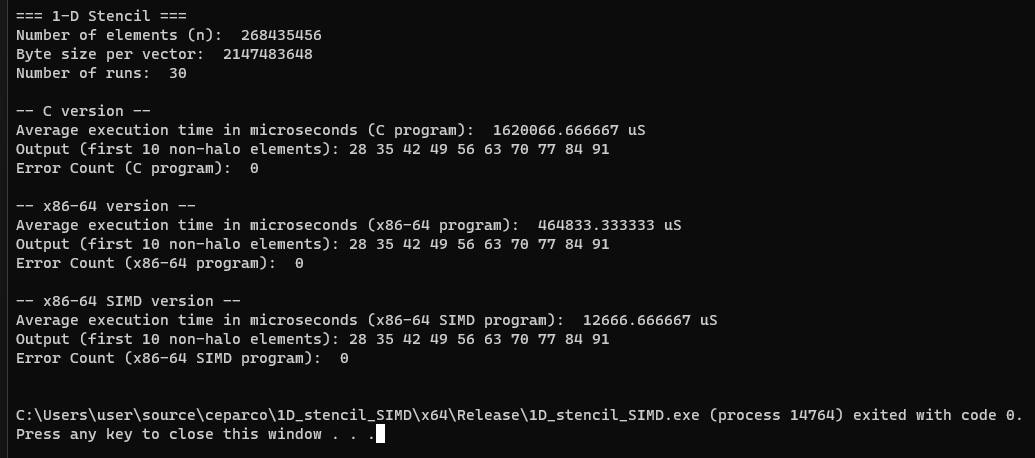 === 1-D Stencil ===
Number of elements (n):  268435456
Byte size per vector:  2147483648
Number of runs:  30
-- C version --
Average execution time in microseconds (C program):  1620066.666667 uS
Output (first 10 non-halo elements): 28 35 42 49 56 63 70 77 84 91
Error Count (C program):  0
-- x86-64 version --
Average execution time in microseconds (x86-64 program):  464833.333333 uS
Output (first 10 non-halo elements): 28 35 42 49 56 63 70 77 84 91
Error Count (x86-64 program):  0
-- x86-64 SIMD version --
Average execution time in microseconds (x86-64 SIMD program):  12666.666667 uS
Output (first 10 non-halo elements): 28 35 42 49 56 63 70 77 84 91
Error Count (x86-64 SIMD program):  0
C:\Users\user\source\ceparco\1D_stencil_SIMD\x64\Release\1D_stencil_SIMD.exe (process 14764) exited with code 0.
Press any key to close this window . . .